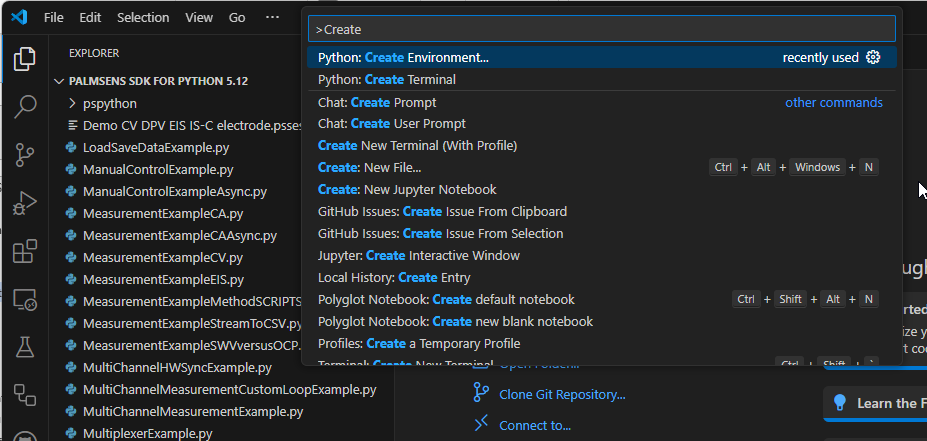 File Edit Selection View Go ...
>Create
EXPLORER
PALMSENS SDK FOR PYTHON 5.12
pspython
Demo CV DPV EIS IS-C electrode.psses
LoadSaveDataExample.py
ManualControlExample.py
ManualControlExampleAsync.py
MeasurementExampleCA.py
MeasurementExampleCAAsync.py
MeasurementExampleCV.py
MeasurementExampleEIS.py
MeasurementExampleMethodSCRIPTS
MeasurementExampleStreamToCSV.py
MeasurementExampleSWVversusOCP.
MultiChannelHWSyncExample.py
MultiChannelMeasurementCustomLoopExample.py
MultiChannelMeasurementExample.py
MultiplexerExample.py
Python: Create Environment... recently used
Python: Create Terminal
Chat: Create Prompt other commands
Chat: Create User Prompt
Create New Terminal (With Profile)
Create: New File... Ctrl + Alt + Windows + N
Create: New Jupyter Notebook
GitHub Issues: Create Issue From Clipboard
GitHub Issues: Create Issue From Selection
Jupyter: Create Interactive Window
Local History: Create Entry
Polyglot Notebook: Create default notebook Ctrl + Shift + Alt + N
Polyglot Notebook: Create new blank notebook
Profiles: Create a Temporary Profile
Terminal: Create New Terminal Ctrl + Shift + `
Open Folder...
Clone Git Repository...
Connect to...
Learn the F